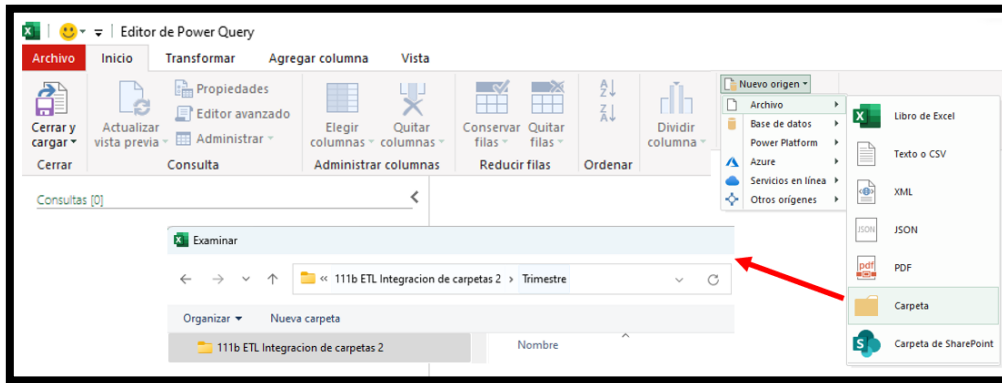 Editor de Power Query
Archivo Inicio Transformar Agregar columna Vista
Cerrar y cargar
Cerrar
Actualizar vista previa
Propiedades
Editor avanzado
Administrar
Consulta
Elegir columnas
Quitar columnas
Administrar columnas
Conservar filas
Quitar filas
Reducir filas
A
Z
Z
A
Ordenar
Dividir columna
Nuevo origen
Archivo
Base de datos
Power Platform
Azure
Servicios en línea
Otros orígenes
Libro de Excel
Texto o CSV
XML
JSON
JSON
pdf
PDF
Carpeta
S
Carpeta de SharePoint
Consultas [0]
Examinar
« 111b ETL Integracion de carpetas 2 > Trimestre
Organizar Nueva carpeta
111b ETL Integracion de carpetas 2
Nombre